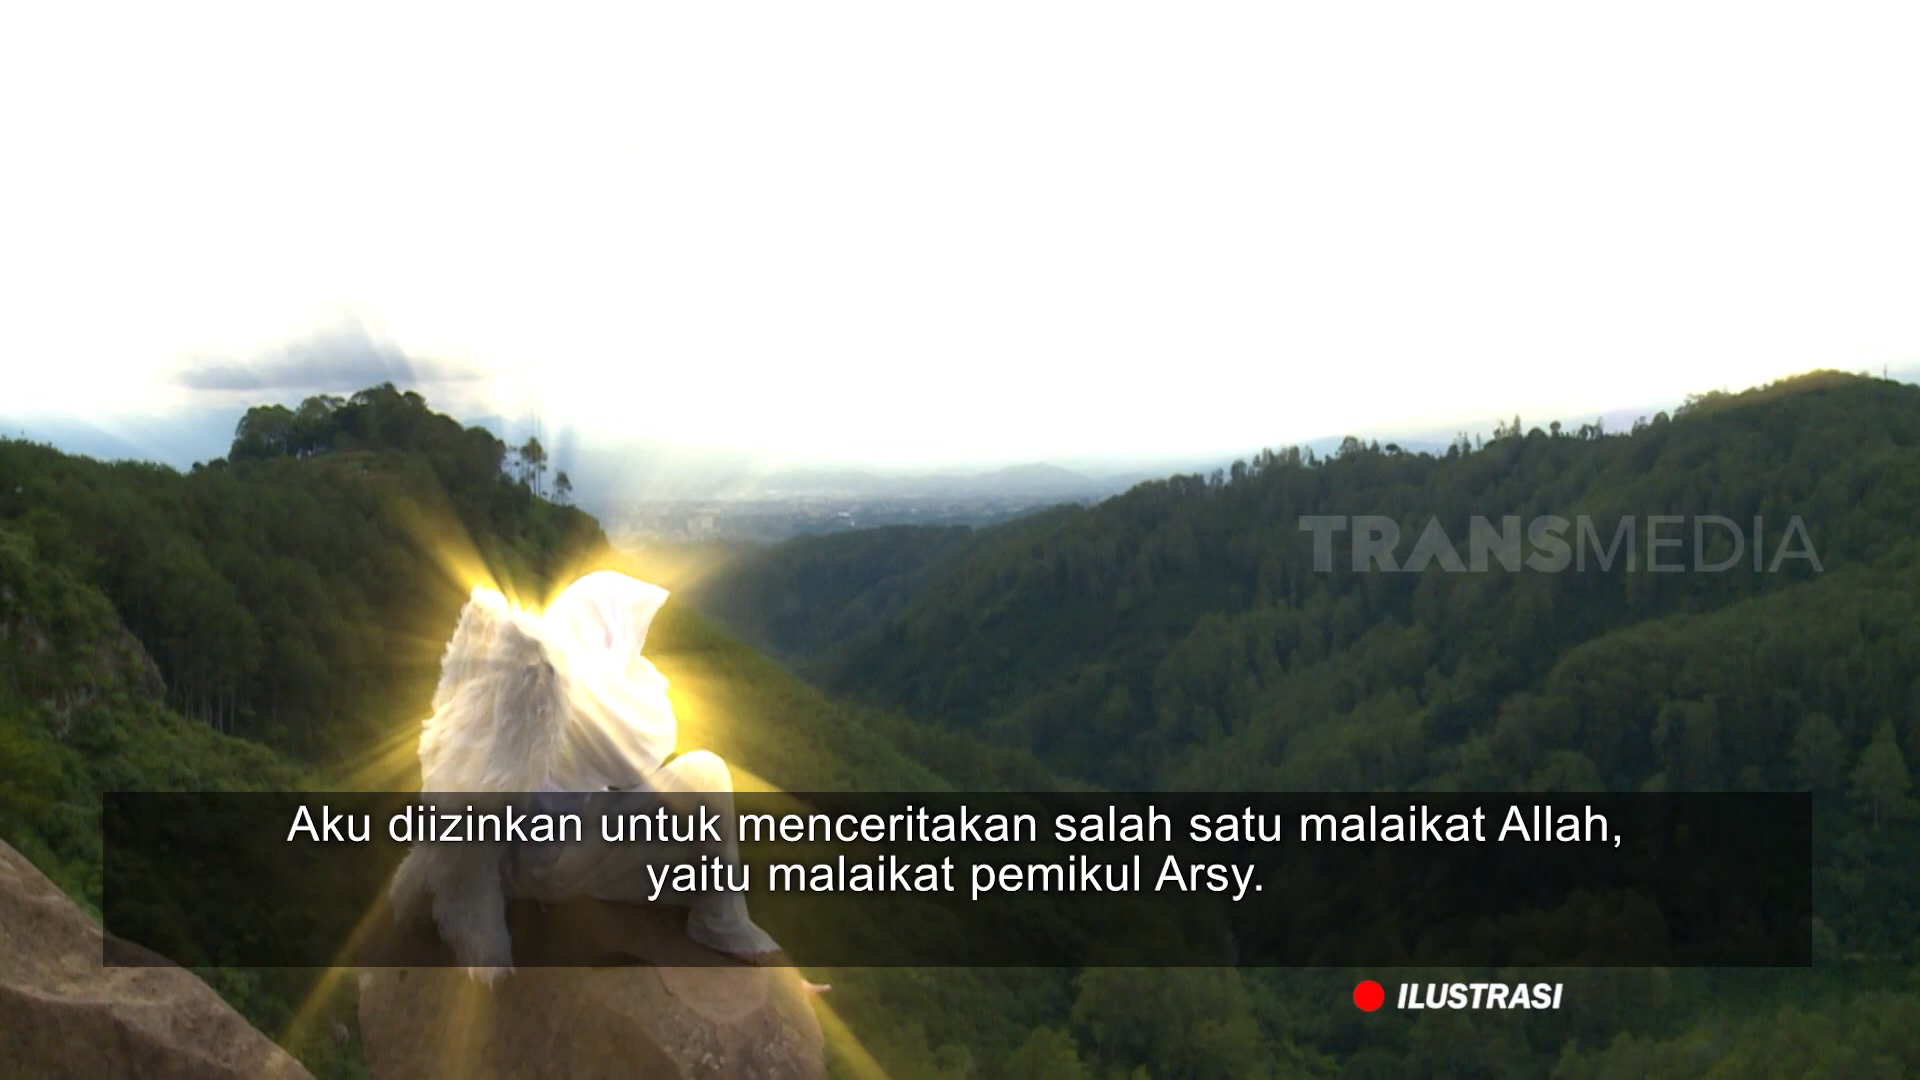 TRANSMEDIA
Aku diizinkan untuk menceritakan salah satu malaikat Allah,
yaitu malaikat pemikul Arsy.
ILUSTRASI